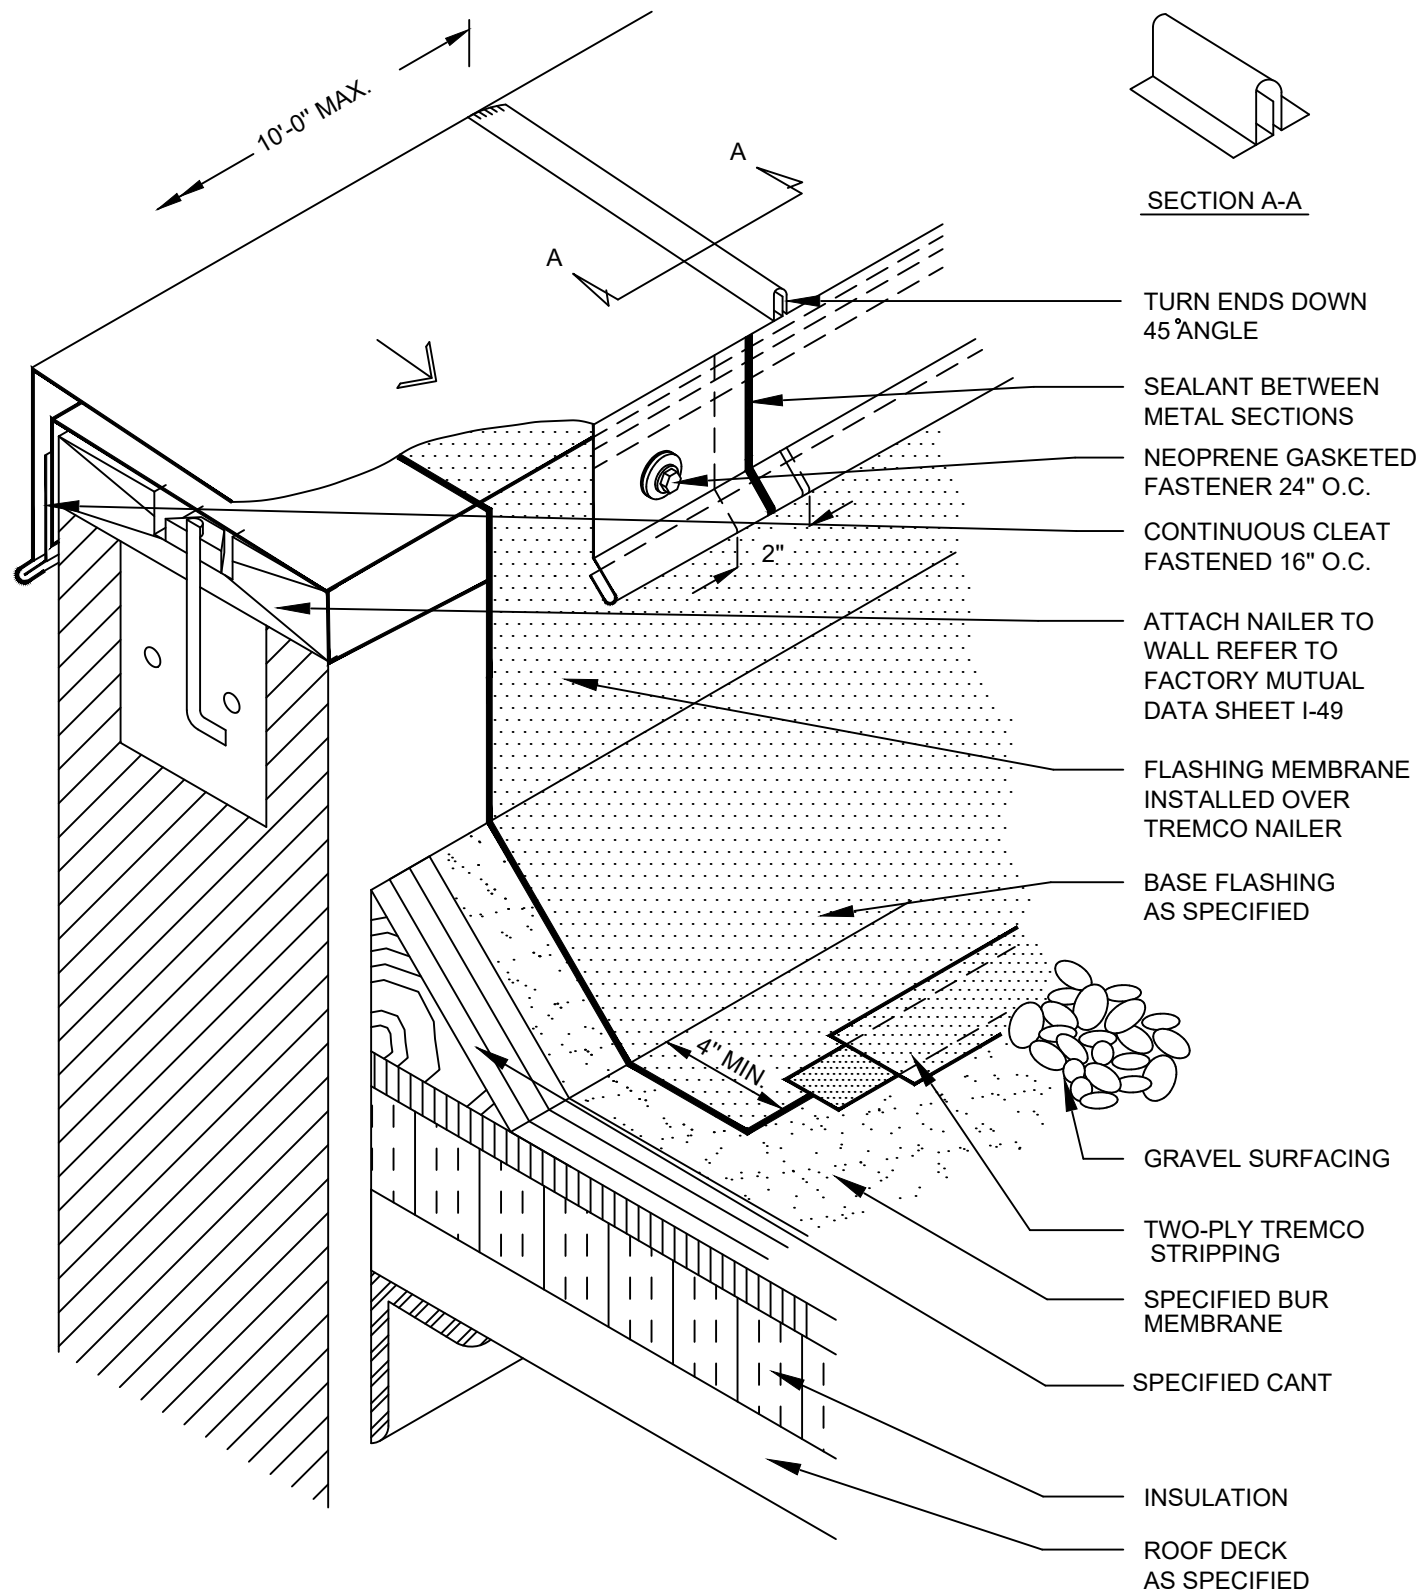 10'-0" MAX.
A
A
SECTION A-A
TURN ENDS DOWN
45° ANGLE
SEALANT BETWEEN
METAL SECTIONS
NEOPRENE GASKETED
FASTENER 24" O.C.
CONTINUOUS CLEAT
FASTENED 16" O.C.
2"
ATTACH NAILER TO
WALL REFER TO
FACTORY MUTUAL
DATA SHEET I-49
FLASHING MEMBRANE
INSTALLED OVER
TREMCO NAILER
BASE FLASHING
AS SPECIFIED
4" MIN.
GRAVEL SURFACING
TWO-PLY TREMCO
STRIPPING
SPECIFIED BUR
MEMBRANE
SPECIFIED CANT
INSULATION
ROOF DECK
AS SPECIFIED